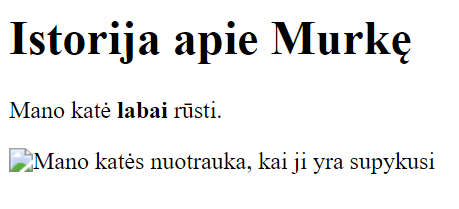 Istorija apie Murkę
Mano katė labai rūsti.
Mano katės nuotrauka, kai ji yra supykusi